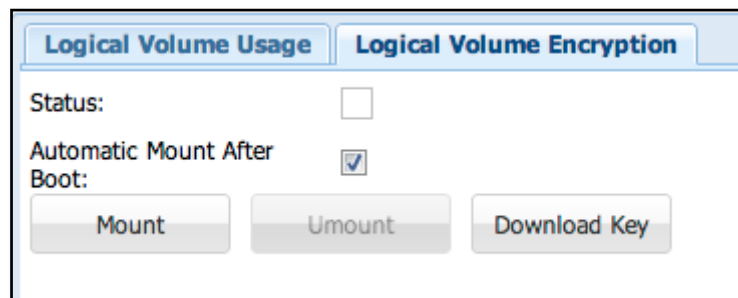 Logical Volume Usage
Logical Volume Encryption
Status:
Automatic Mount After
Boot:
Mount
Umount
Download Key